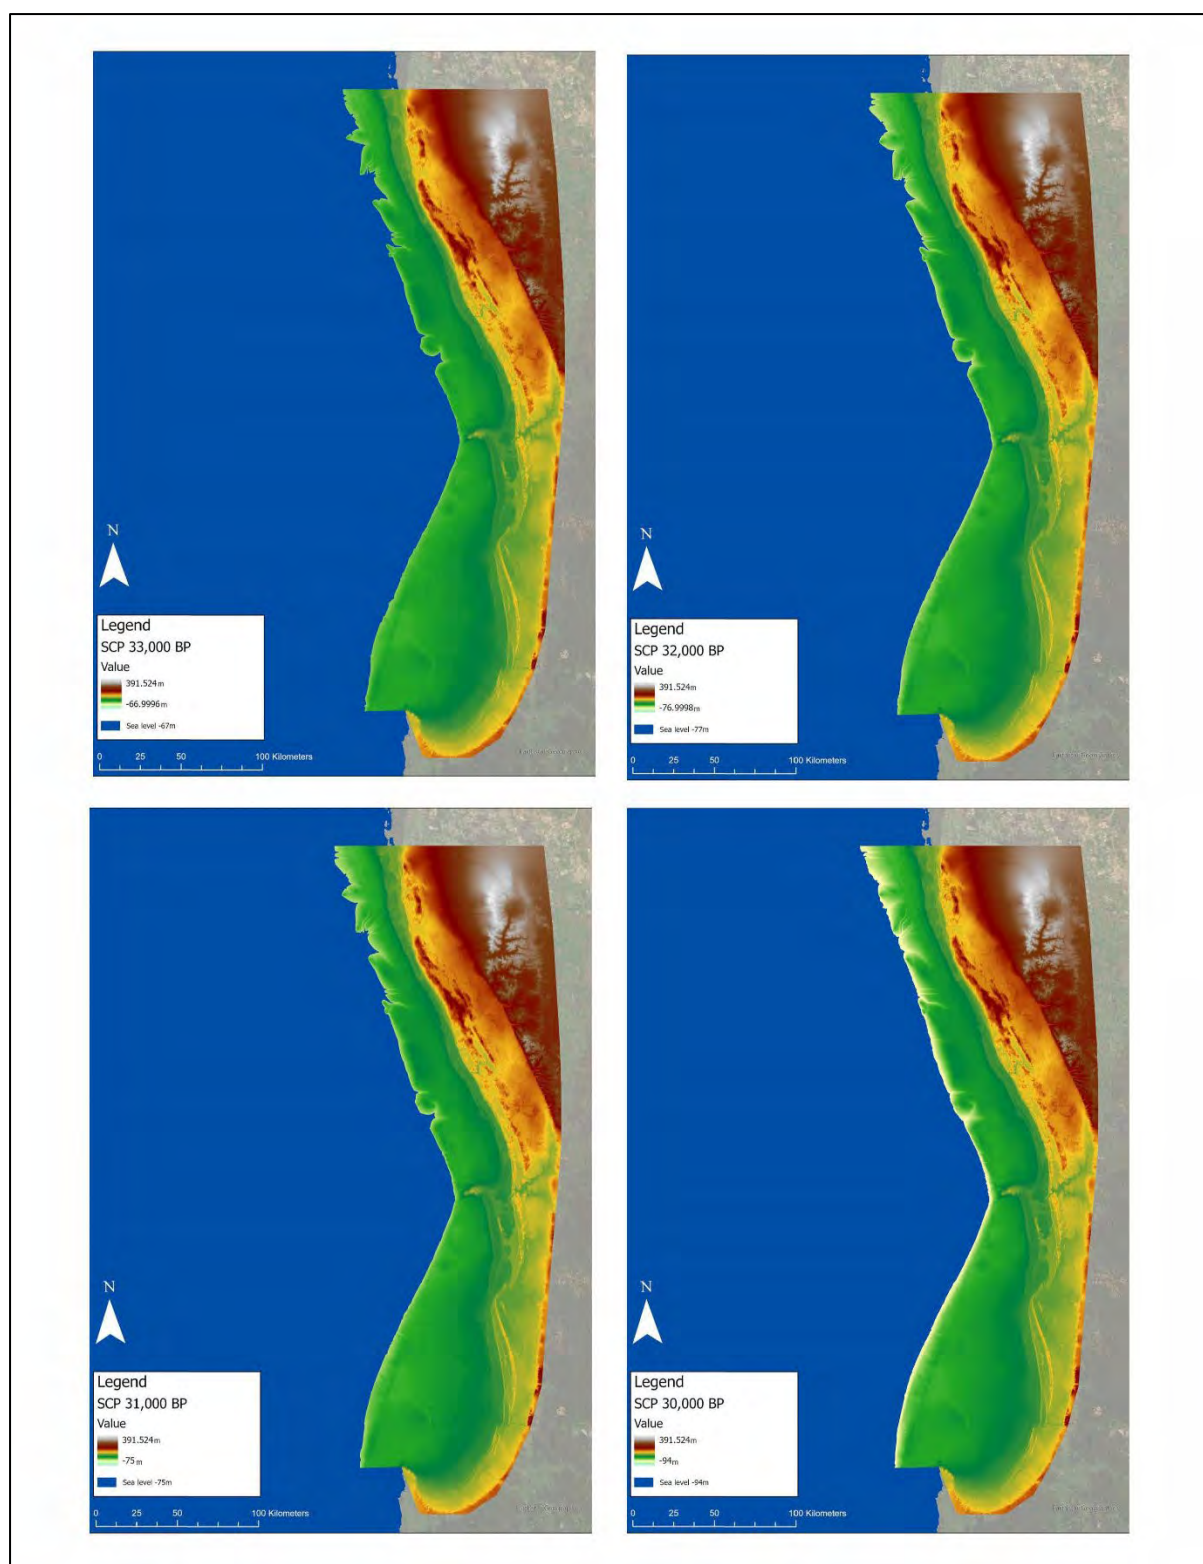 N
Legend
SCP 33,000 BP
Value
391.524m
-66.9996m
Sea level -67m
0 25 50 100 Kilometers
N
Legend
SCP 32,000 BP
Value
391.524m
-76.9998m
Sea level -77m
0 25 50 100 Kilometers
N
Legend
SCP 31,000 BP
Value
391.524m
-75m
Sea level -75m
0 25 50 100 Kilometers
N
Legend
SCP 30,000 BP
Value
391.524m
-94m
Sea level -94m
0 25 50 100 Kilometers